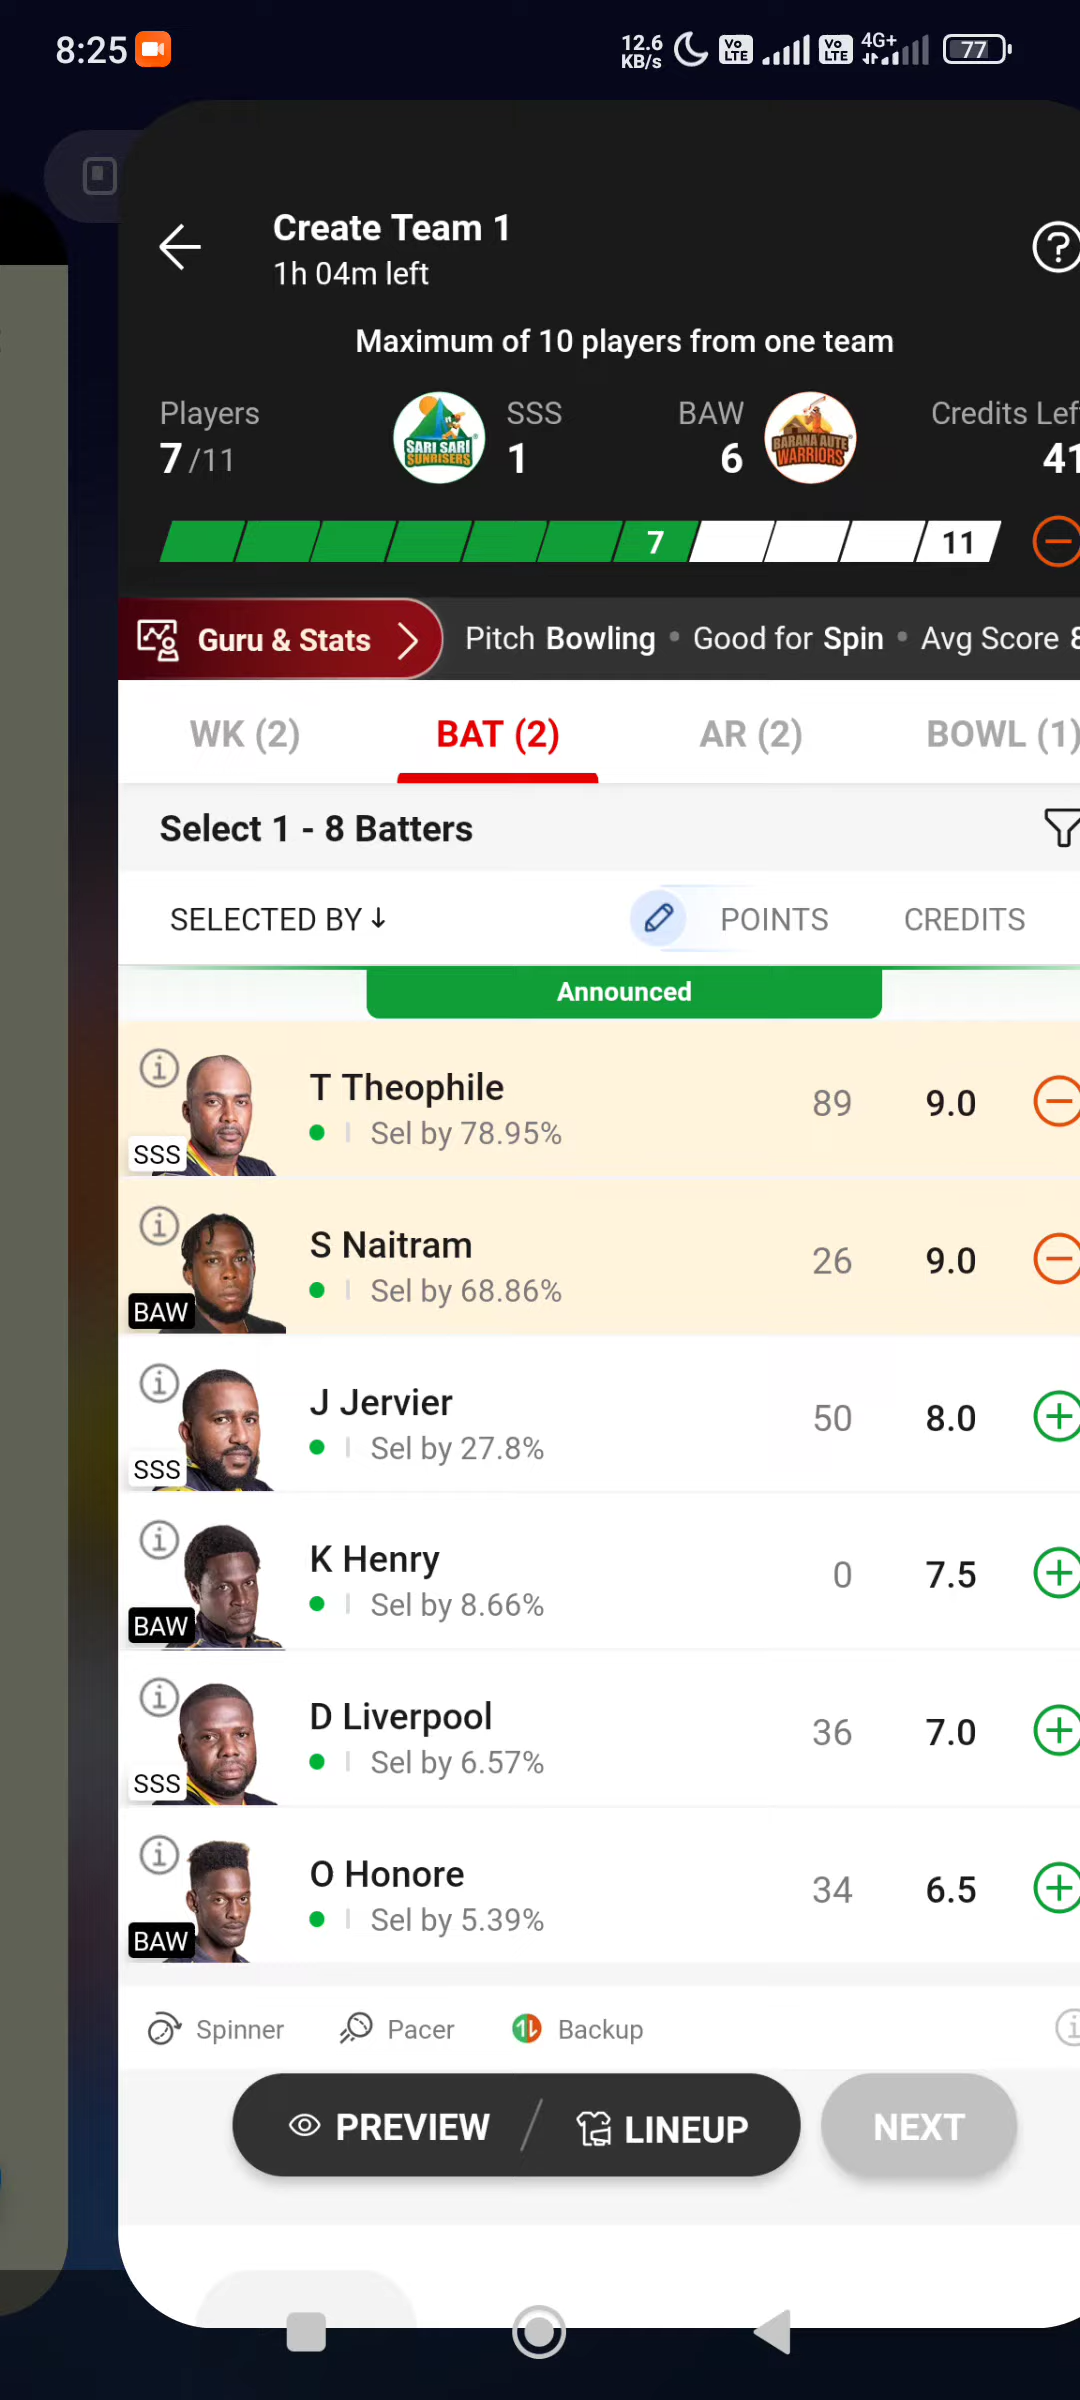 8:25
12.6 KB/s
Vo LTE
Vo LTE
4G+
77
Create Team 1
1h 04m left
Maximum of 10 players from one team
Players
7/11
SARI SARI SUNRISERS
SSS
1
BAW
6
BARANA AUTE WARRIORS
Credits Lef
41
7
11
Guru & Stats
Pitch Bowling • Good for Spin • Avg Score 8
WK (2)
BAT (2)
AR (2)
BOWL (1)
Select 1 - 8 Batters
SELECTED BY ↓
POINTS
CREDITS
Announced
T Theophile
Sel by 78.95%
SSS
89
9.0
S Naitram
Sel by 68.86%
BAW
26
9.0
J Jervier
Sel by 27.8%
SSS
50
8.0
K Henry
Sel by 8.66%
BAW
0
7.5
D Liverpool
Sel by 6.57%
SSS
36
7.0
O Honore
Sel by 5.39%
BAW
34
6.5
Spinner
Pacer
Backup
PREVIEW / LINEUP
NEXT